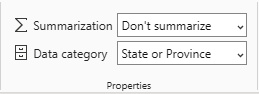 Summarization Don't summarize
Data category State or Province
Properties